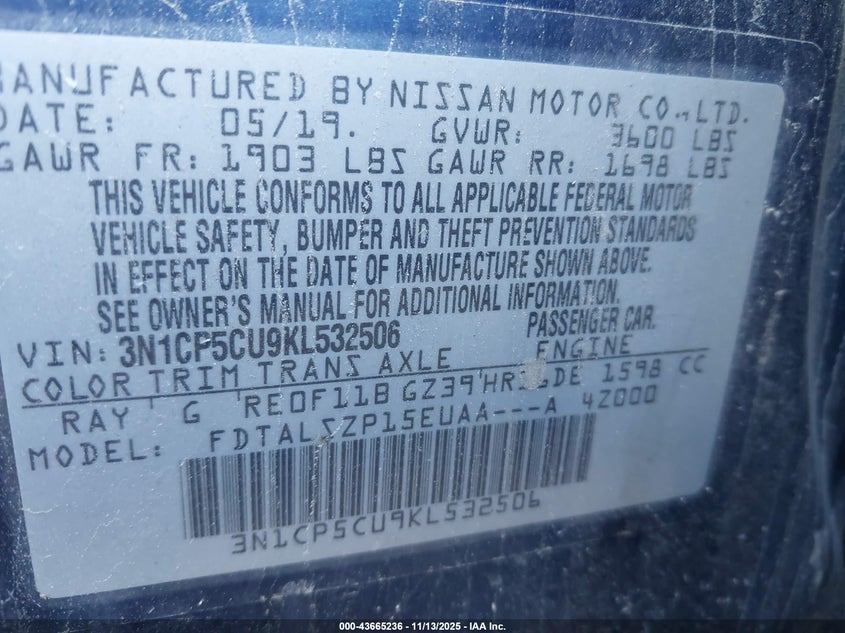 MANUFACTURED BY NISSAN MOTOR CO., LTD.
DATE: 05/19. GVWR: 3600 LBS
GAWR FR: 1903 LBS GAWR RR: 1698 LBS
THIS VEHICLE CONFORMS TO ALL APPLICABLE FEDERAL MOTOR
VEHICLE SAFETY, BUMPER AND THEFT PREVENTION STANDARDS
IN EFFECT ON THE DATE OF MANUFACTURE SHOWN ABOVE.
SEE OWNER'S MANUAL FOR ADDITIONAL INFORMATION.
VIN: 3N1CP5CU9KL532506 PASSENGER CAR.
COLOR TRIM TRANS AXLE ENGINE
RAY G RE0F11B GZ39 HR16DE 1598 CC
MODEL: FDTALSZP15EUAA---A 4Z000
3N1CP5CU9KL532506
000-43665236 - 11/13/2025 - IAA Inc.